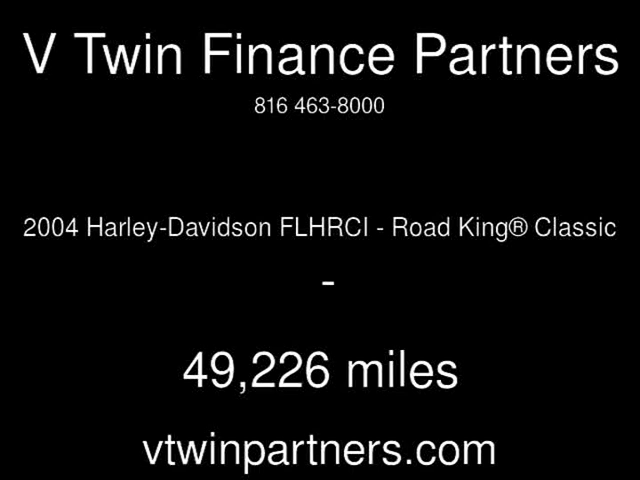 V Twin Finance Partners
816 463-8000
2004 Harley-Davidson FLHRCI - Road King® Classic
-
49,226 miles
vtwinpartners.com